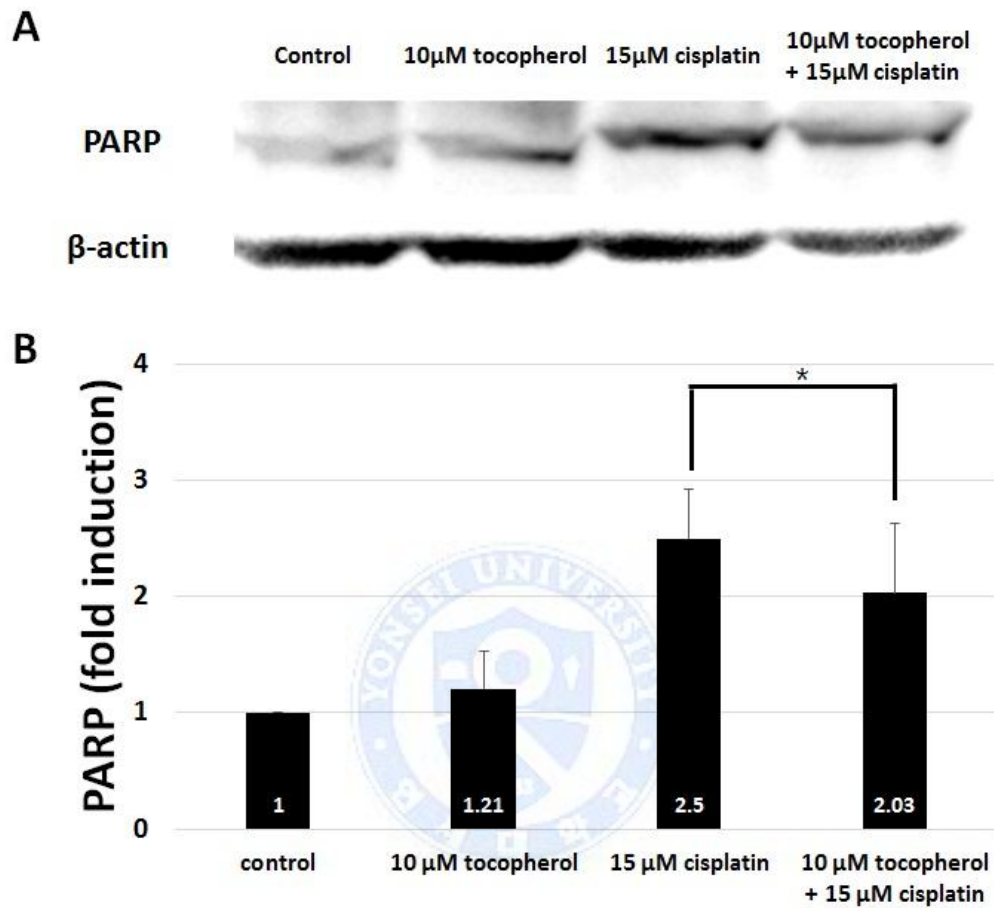 A
Control
10μM tocopherol
15μM cisplatin
10μM tocopherol
+ 15μM cisplatin
PARP
β-actin
B
PARP (fold induction)
4
3
2
1
0
*
1
1.21
2.5
2.03
YONSEI UNIVERSITY
control
10 μM tocopherol
15 μM cisplatin
10 μM tocopherol
+ 15 μM cisplatin